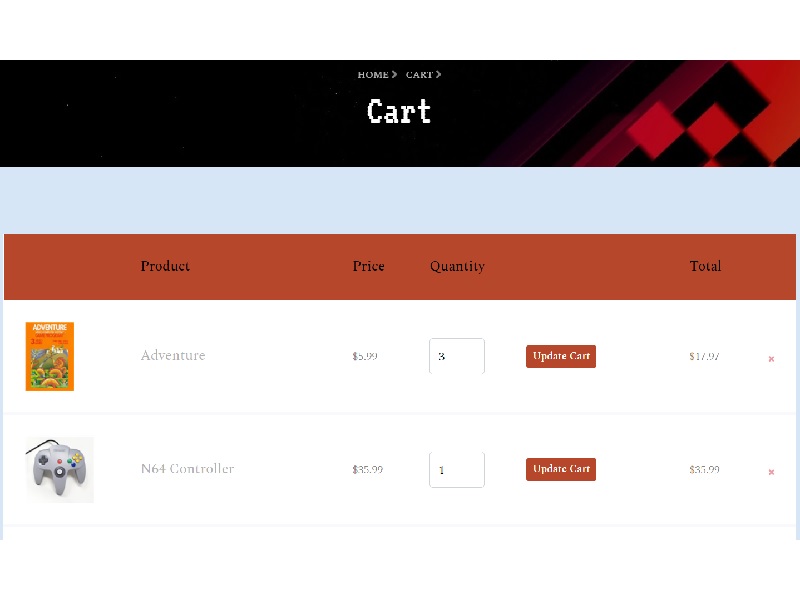 HOME CART
Cart
Product Price Quantity Total
ADVENTURE
Adventure $5.99 3 Update Cart $17.97
N64 Controller $35.99 1 Update Cart $35.99